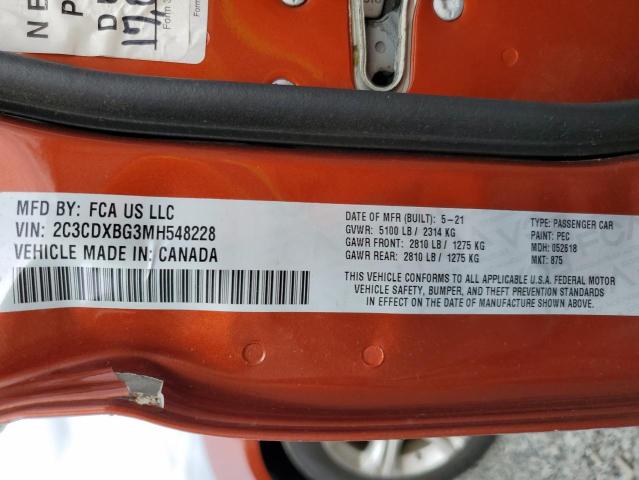 NE
P
D
178
Form
MFD BY: FCA US LLC
VIN: 2C3CDXBG3MH548228
VEHICLE MADE IN: CANADA
DATE OF MFR (BUILT): 5-21
GVWR: 5100 LB / 2314 KG
GAWR FRONT: 2810 LB / 1275 KG
GAWR REAR: 2810 LB / 1275 KG
TYPE: PASSENGER CAR
PAINT: PEC
MDH: 052618
MKT: 875
THIS VEHICLE CONFORMS TO ALL APPLICABLE U.S.A. FEDERAL MOTOR
VEHICLE SAFETY, BUMPER, AND THEFT PREVENTION STANDARDS
IN EFFECT ON THE DATE OF MANUFACTURE SHOWN ABOVE.